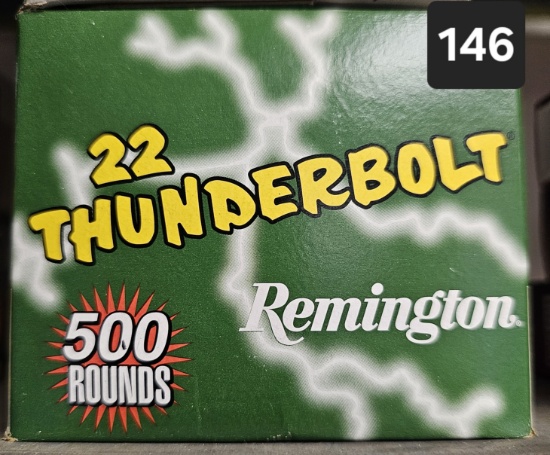 146
22
THUNDERBOLT
Remington.
500
ROUNDS